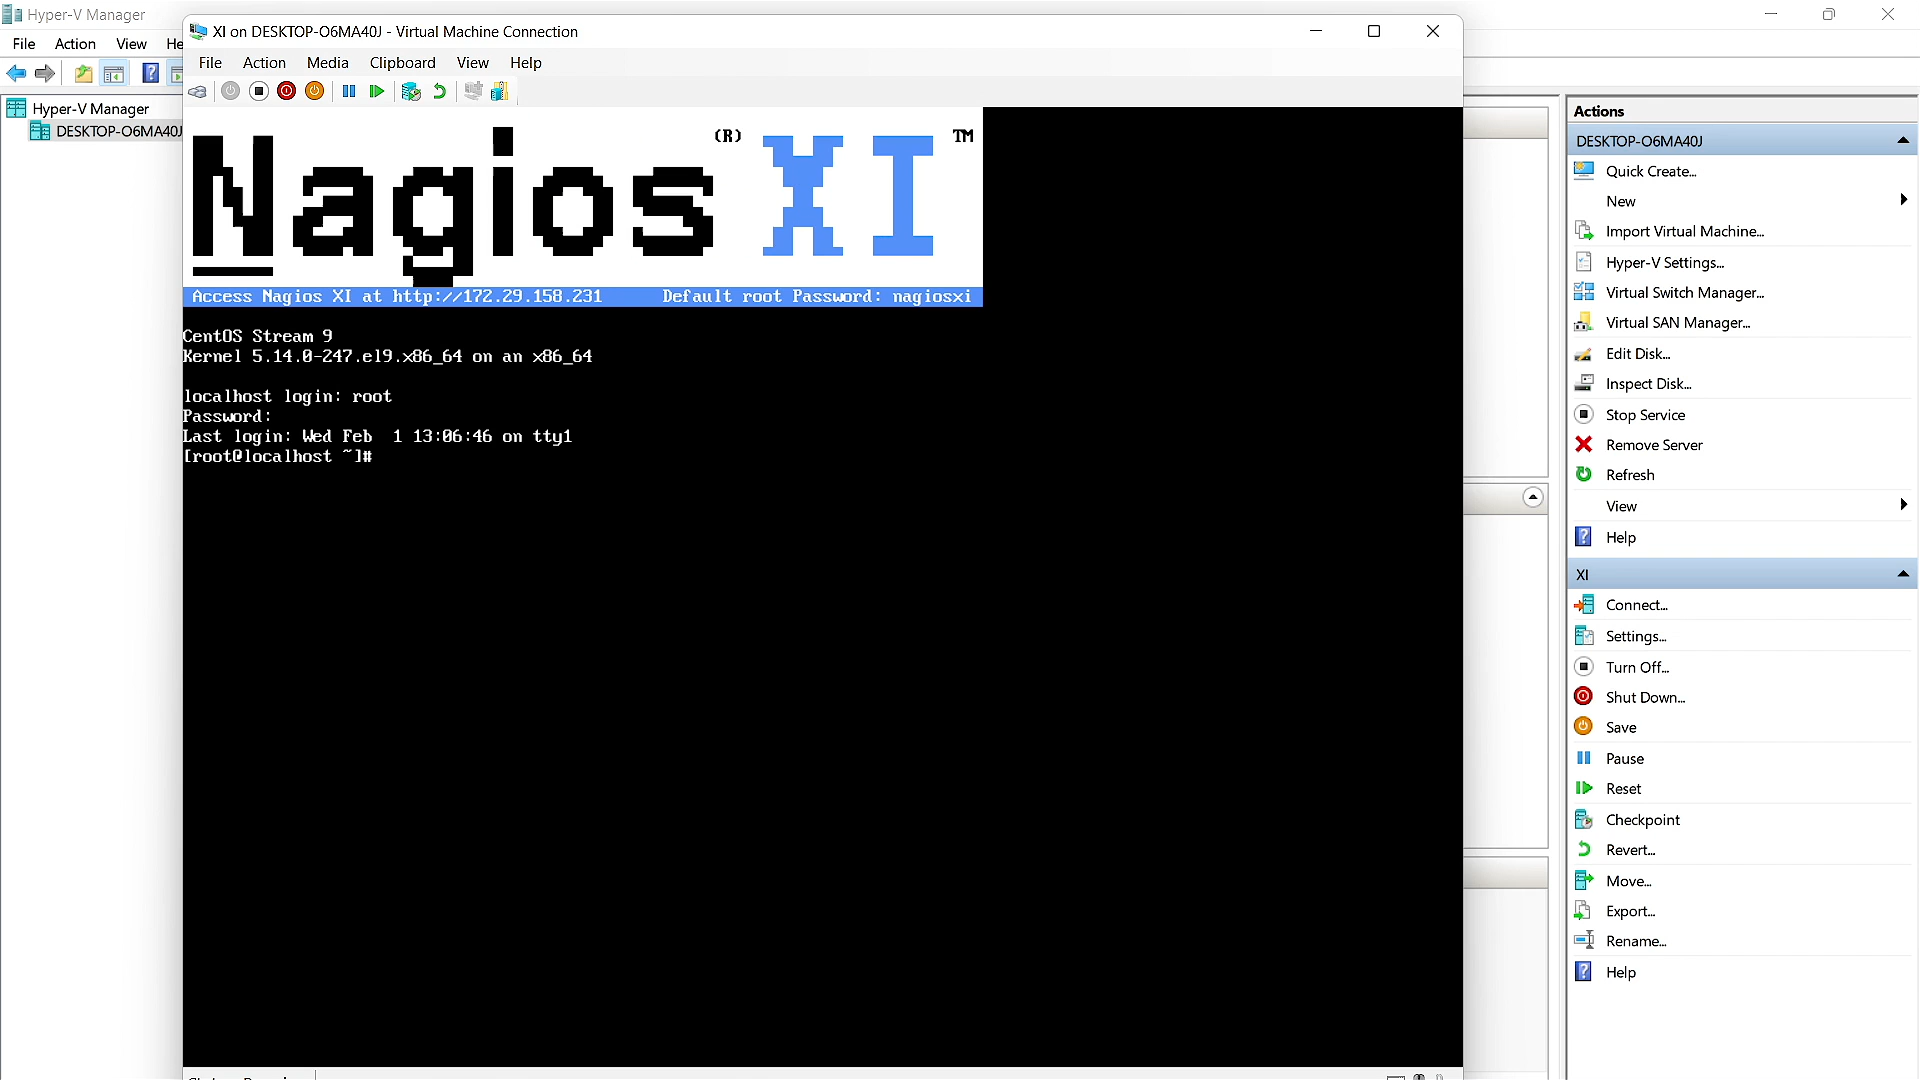 Hyper-V Manager
File Action View He
Hyper-V Manager
DESKTOP-O6MA40J
XI on DESKTOP-O6MA40J - Virtual Machine Connection
File Action Media Clipboard View Help
Nagios (R) XI TM
Access Nagios XI at http://172.29.158.231 Default root Password: nagiosxi
CentOS Stream 9
Kernel 5.14.0-247.el9.x86_64 on an x86_64
localhost login: root
Password:
Last login: Wed Feb  1 13:06:46 on tty1
[root@localhost ~]#
Actions
DESKTOP-O6MA40J
Quick Create...
New
Import Virtual Machine...
Hyper-V Settings...
Virtual Switch Manager...
Virtual SAN Manager...
Edit Disk...
Inspect Disk...
Stop Service
Remove Server
Refresh
View
Help
XI
Connect...
Settings...
Turn Off...
Shut Down...
Save
Pause
Reset
Checkpoint
Revert...
Move...
Export...
Rename...
Help